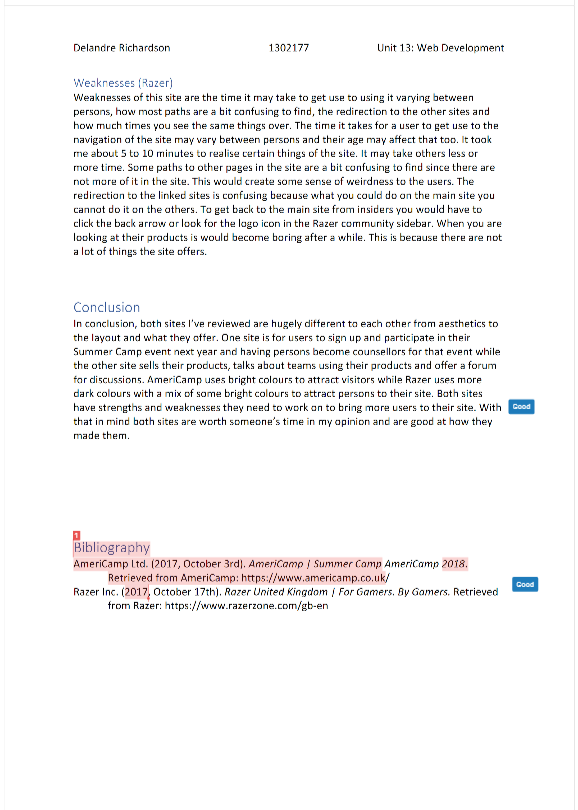 Delandre Richardson 1302177 Unit 13: Web Development
Weaknesses (Razer)
Weaknesses of this site are the time it may take to get use to using it varying between
persons, how most paths are a bit confusing to find, the redirection to the other sites and
how much times you see the same things over. The time it takes for a user to get use to the
navigation of the site may vary between persons and their age may affect that too. It took
me about 5 to 10 minutes to realise certain things of the site. It may take others less or
more time. Some paths to other pages in the site are a bit confusing to find since there are
not more of it in the site. This would create some sense of weirdness to the users. The
redirection to the linked sites is confusing because what you could do on the main site you
cannot do it on the others. To get back to the main site from insiders you would have to
click the back arrow or look for the logo icon in the Razer community sidebar. When you are
looking at their products is would become boring after a while. This is because there are not
a lot of things the site offers.
Conclusion
In conclusion, both sites I've reviewed are hugely different to each other from aesthetics to
the layout and what they offer. One site is for users to sign up and participate in their
Summer Camp event next year and having persons become counsellors for that event while
the other site sells their products, talks about teams using their products and offer a forum
for discussions. AmeriCamp uses bright colours to attract visitors while Razer uses more
dark colours with a mix of some bright colours to attract persons to their site. Both sites
have strengths and weaknesses they need to work on to bring more users to their site. With
Good
that in mind both sites are worth someone's time in my opinion and are good at how they
made them.
1
Bibliography
AmeriCamp Ltd. (2017, October 3rd). AmeriCamp | Summer Camp AmeriCamp 2018.
Retrieved from AmeriCamp: https://www.americamp.co.uk/
Good
Razer Inc. (2017, October 17th). Razer United Kingdom | For Gamers. By Gamers. Retrieved
from Razer: https://www.razerzone.com/gb-en